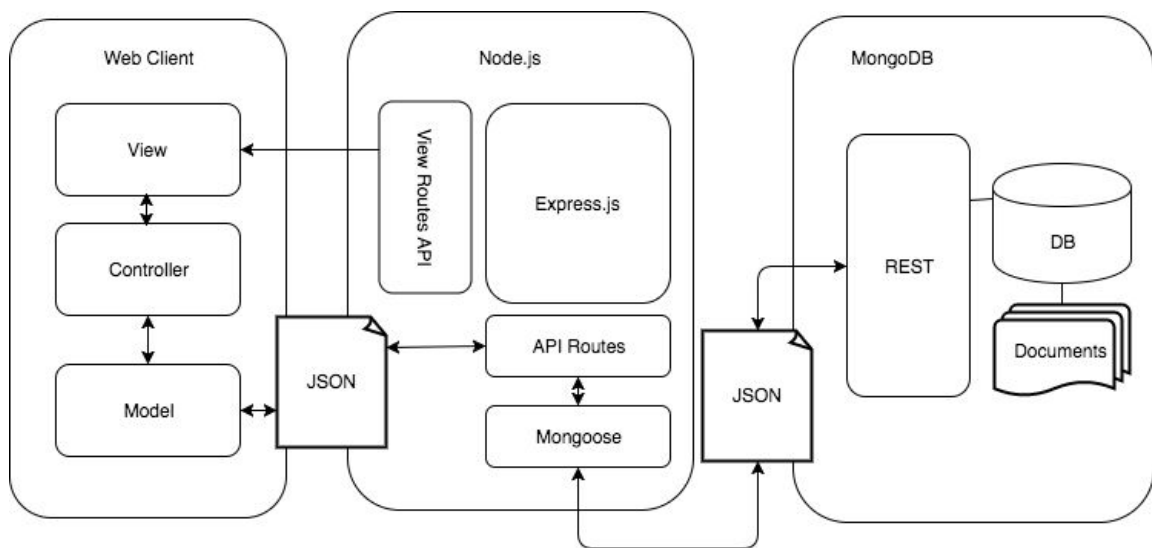 Web Client
View
Controller
Model
JSON
Node.js
View Routes API
Express.js
API Routes
Mongoose
JSON
MongoDB
REST
DB
Documents